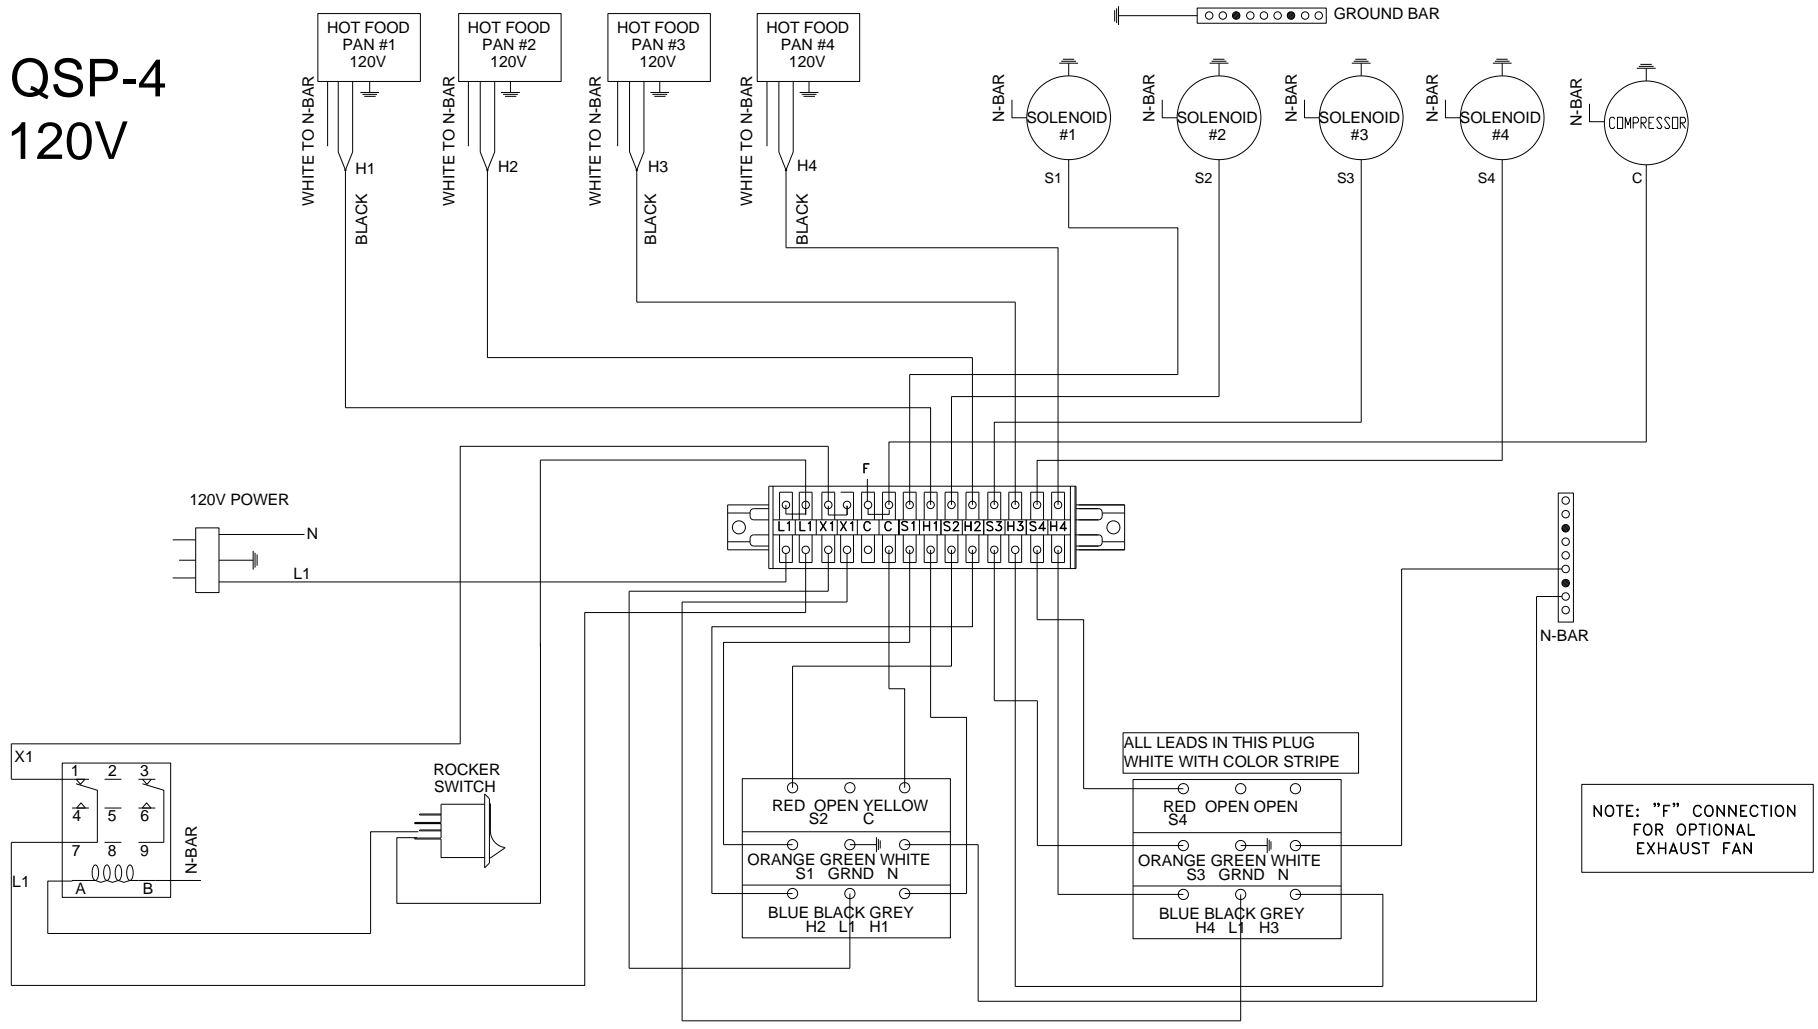 QSP-4
120V
HOT FOOD
PAN #1
120V
HOT FOOD
PAN #2
120V
HOT FOOD
PAN #3
120V
HOT FOOD
PAN #4
120V
WHITE TO N-BAR
H1
BLACK
WHITE TO N-BAR
H2
WHITE TO N-BAR
H3
BLACK
WHITE TO N-BAR
H4
BLACK
GROUND BAR
N-BAR
SOLENOID
#1
S1
N-BAR
SOLENOID
#2
S2
N-BAR
SOLENOID
#3
S3
N-BAR
SOLENOID
#4
S4
N-BAR
COMPRESSOR
C
120V POWER
N
L1
F
L1 L1 X1 X1 C C S1 H1 S2 H2 S3 H3 S4 H4
N-BAR
X1
1 2 3
4 5 6
7 8 9
A B
L1
N-BAR
ROCKER
SWITCH
RED OPEN YELLOW
S2 C
ORANGE GREEN WHITE
S1 GRND N
BLUE BLACK GREY
H2 L1 H1
ALL LEADS IN THIS PLUG
WHITE WITH COLOR STRIPE
RED OPEN OPEN
S4
ORANGE GREEN WHITE
S3 GRND N
BLUE BLACK GREY
H4 L1 H3
NOTE: "F" CONNECTION
FOR OPTIONAL
EXHAUST FAN